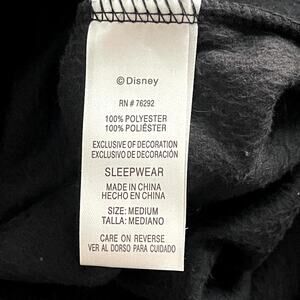 ©Disney
RN # 76292
100% POLYESTER
100% POLIÉSTER
EXCLUSIVE OF DECORATION
EXCLUSIVO DE DECORACIÓN
SLEEPWEAR
MADE IN CHINA
HECHO EN CHINA
SIZE: MEDIUM
TALLA: MEDIANO
CARE ON REVERSE
VER AL DORSO PARA CUIDADO